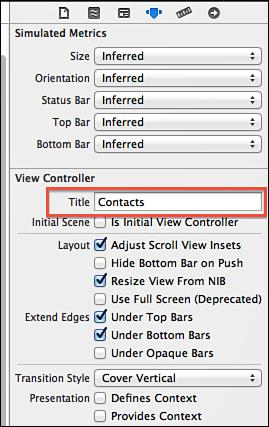 Simulated Metrics
Size Inferred
Orientation Inferred
Status Bar Inferred
Top Bar Inferred
Bottom Bar Inferred
View Controller
Title Contacts
Initial Scene Is Initial View Controller
Layout Adjust Scroll View Insets
Hide Bottom Bar on Push
Resize View From NIB
Use Full Screen (Deprecated)
Extend Edges Under Top Bars
Under Bottom Bars
Under Opaque Bars
Transition Style Cover Vertical
Presentation Defines Context
Provides Context